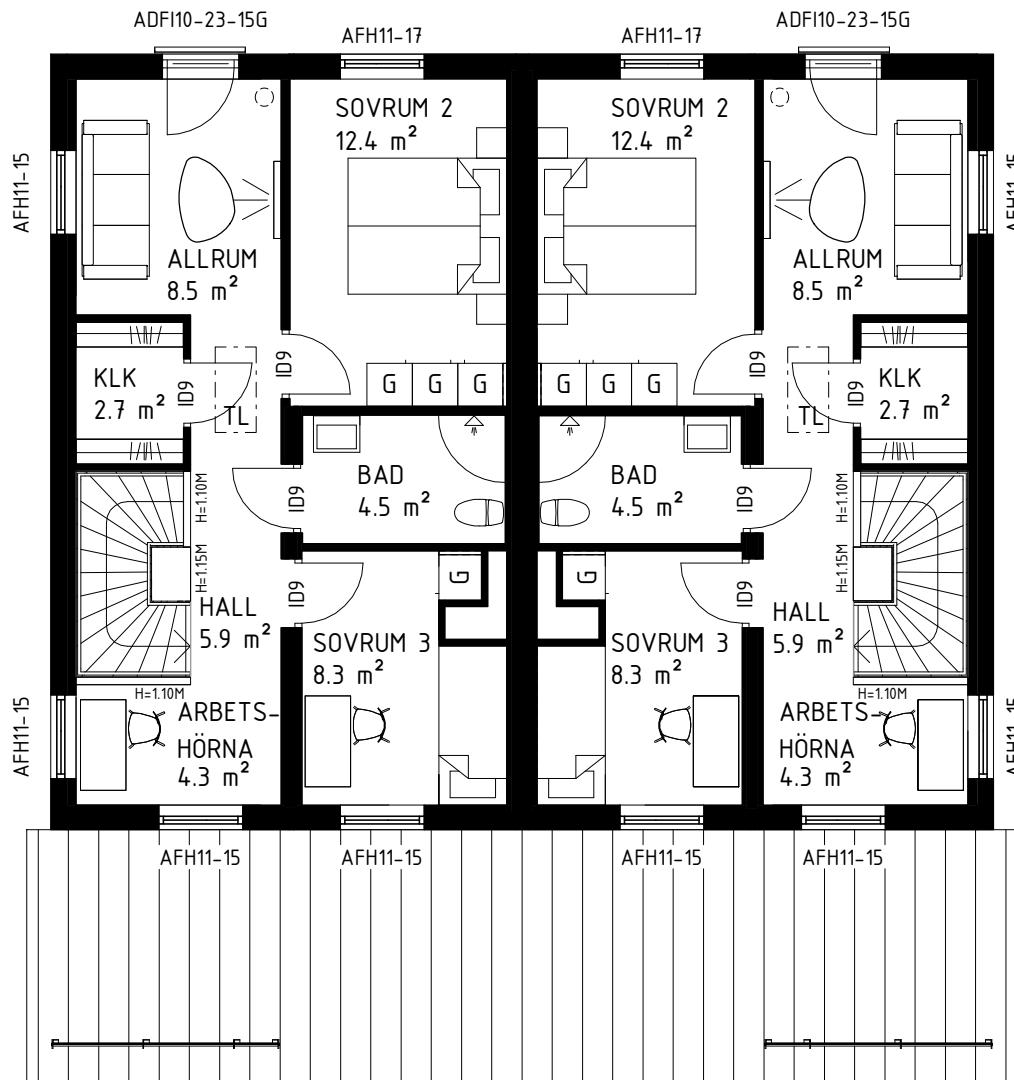 ADFI10-23-15G
AFH11-17
AFH11-17
ADFI10-23-15G
AFH11-15
SOVRUM 2
12.4 m²
SOVRUM 2
12.4 m²
AFH11-15
ALLRUM
8.5 m²
ALLRUM
8.5 m²
KLK
2.7 m²
ID9
TL
ID9
G
G
G
G
G
G
ID9
TL
ID9
KLK
2.7 m²
BAD
4.5 m²
BAD
4.5 m²
H=1.10M
ID9
ID9
H=1.10M
H=1.15M
ID9
G
G
ID9
H=1.15M
HALL
5.9 m²
SOVRUM 3
8.3 m²
SOVRUM 3
8.3 m²
HALL
5.9 m²
H=1.10M
H=1.10M
AFH11-15
ARBETS-
HÖRNA
4.3 m²
ARBETS-
HÖRNA
4.3 m²
AFH11-15
AFH11-15
AFH11-15
AFH11-15
AFH11-15